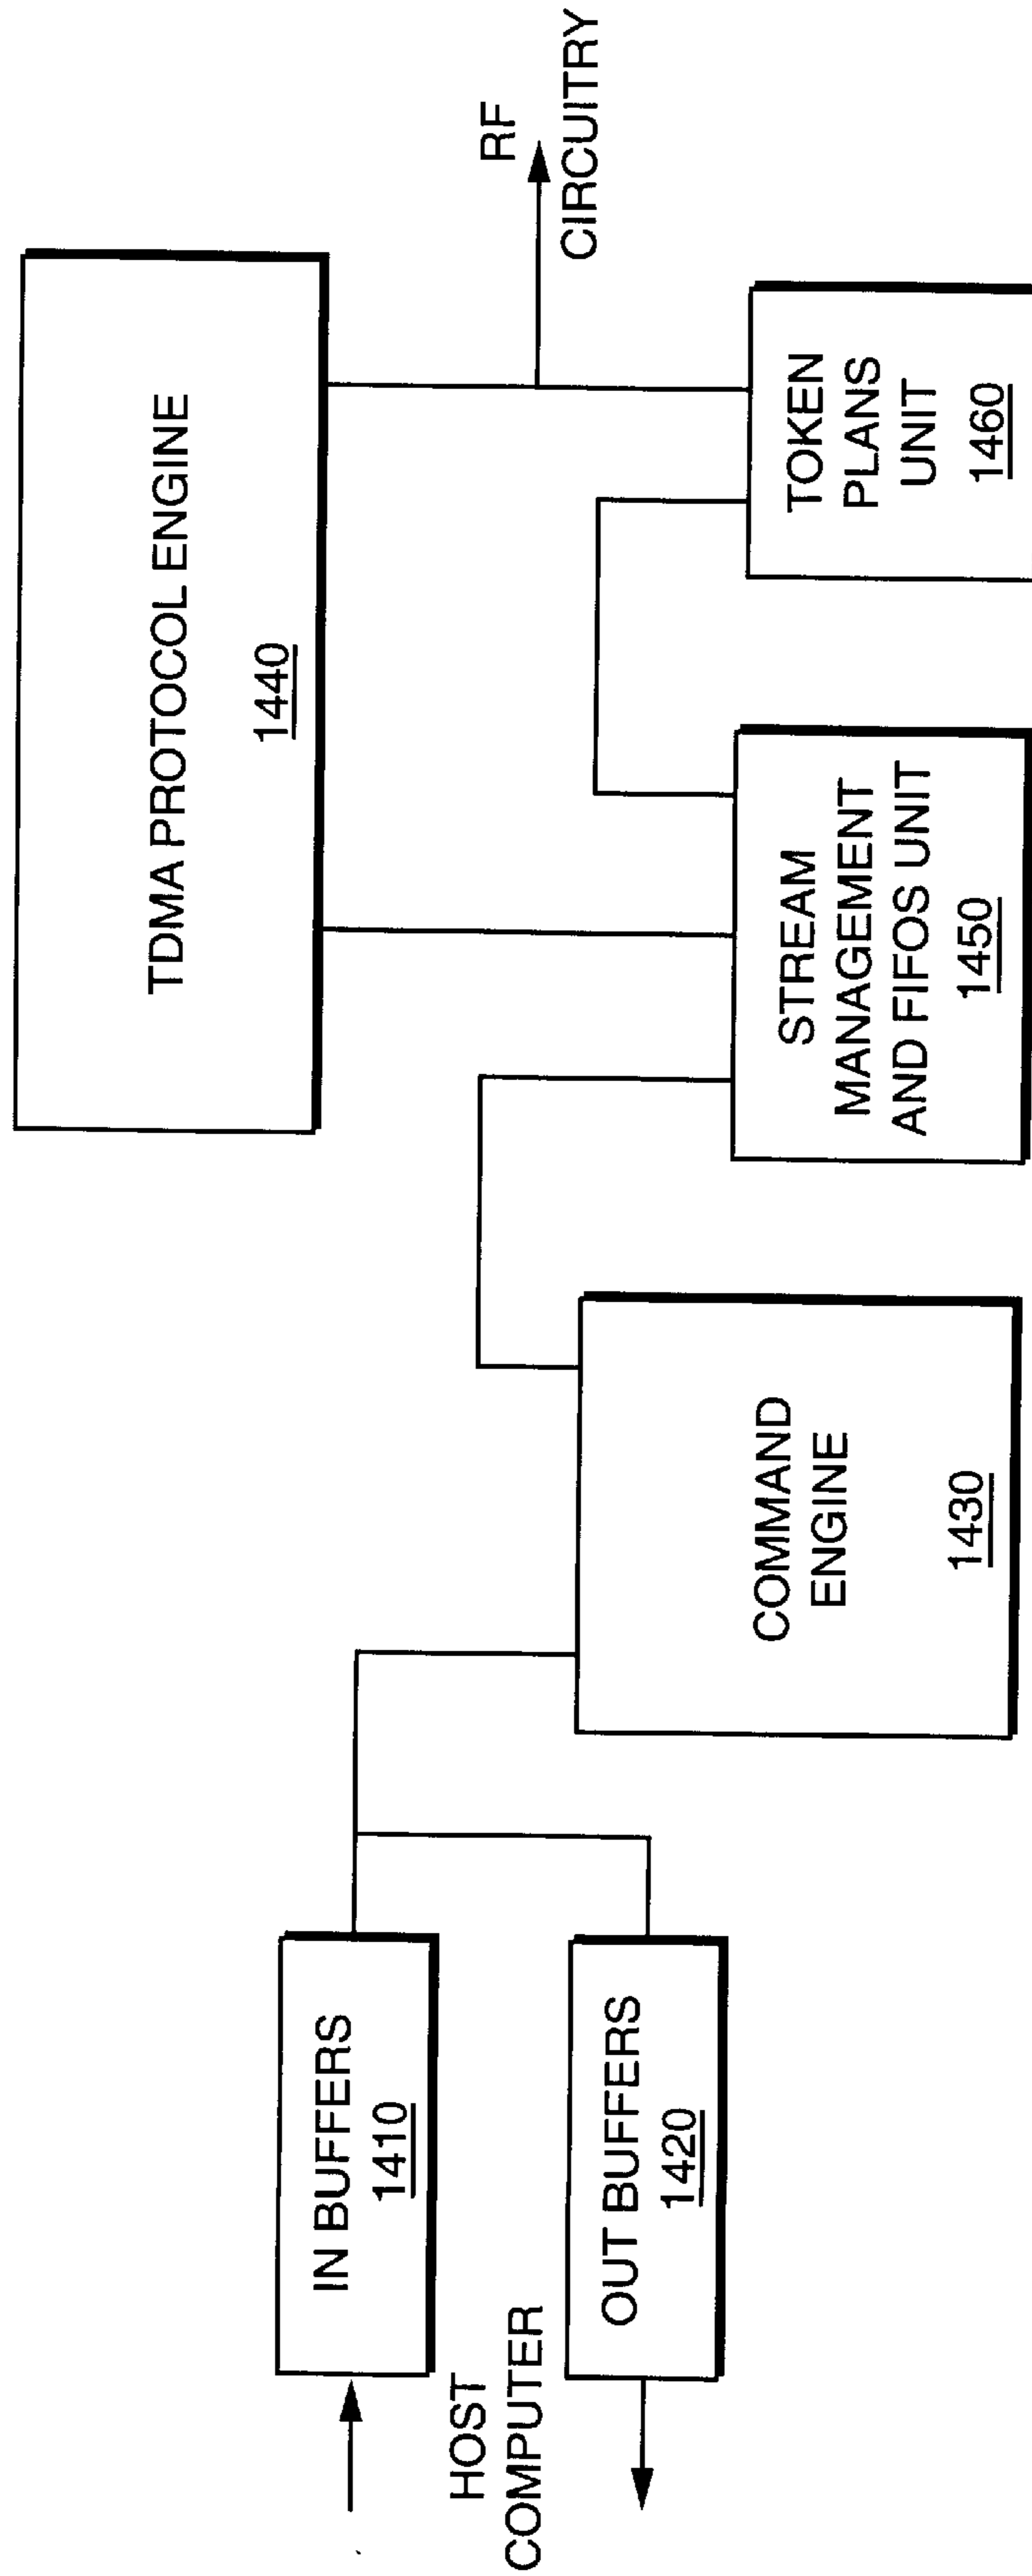 TDMA PROTOCOL ENGINE
1440
RF
CIRCUITRY
IN BUFFERS
1410
HOST
COMPUTER
OUT BUFFERS
1420
COMMAND
ENGINE
1430
STREAM
MANAGEMENT
AND FIFOS UNIT
1450
TOKEN
PLANS
UNIT
1460